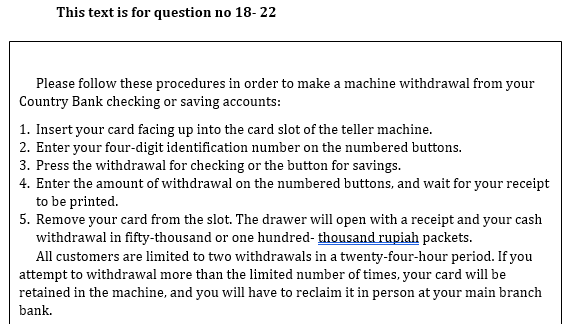 This text is for question no 18- 22
Please follow these procedures in order to make a machine withdrawal from your
Country Bank checking or saving accounts:
1. Insert your card facing up into the card slot of the teller machine.
2. Enter your four-digit identification number on the numbered buttons.
3. Press the withdrawal for checking or the button for savings.
4. Enter the amount of withdrawal on the numbered buttons, and wait for your receipt
to be printed.
5. Remove your card from the slot. The drawer will open with a receipt and your cash
withdrawal in fifty-thousand or one hundred- thousand rupiah packets.
All customers are limited to two withdrawals in a twenty-four-hour period. If you
attempt to withdrawal more than the limited number of times, your card will be
retained in the machine, and you will have to reclaim it in person at your main branch
bank.